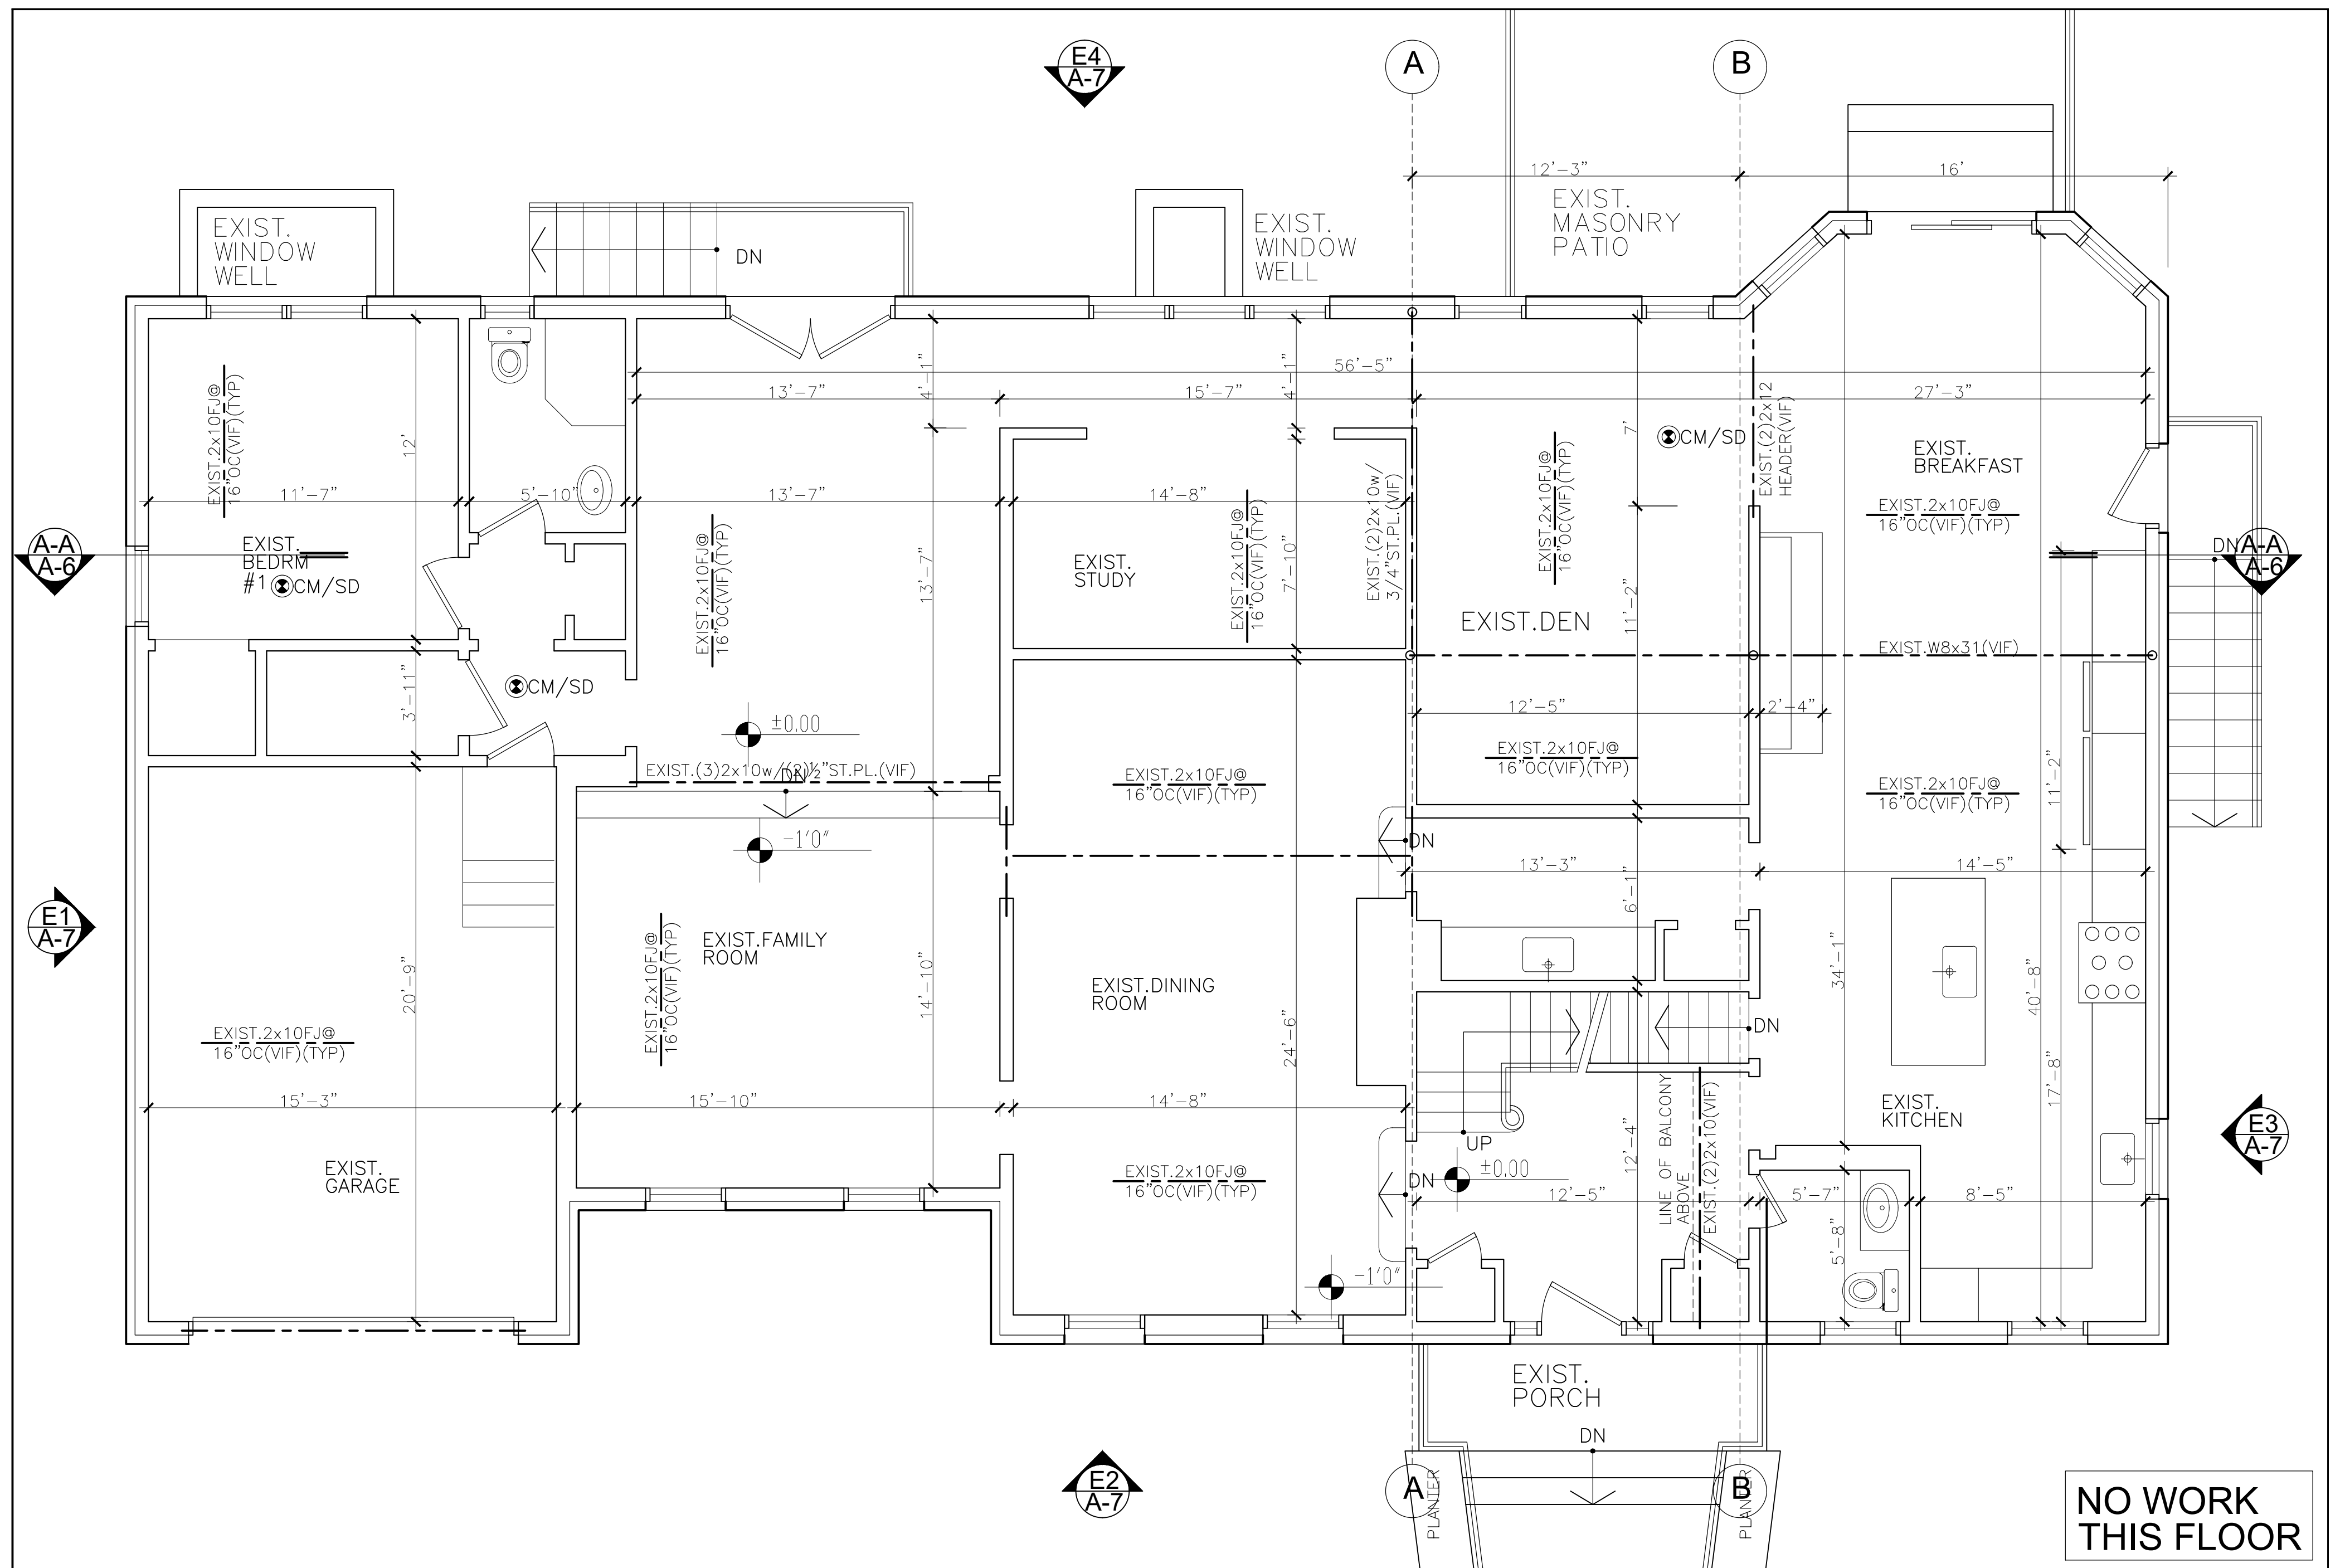 E4
A-7
A
B
12'-3"
16'
EXIST.
WINDOW
WELL
DN
EXIST.
WINDOW
WELL
EXIST.
MASONRY
PATIO
56'-5"
13'-7"
15'-7"
27'-3"
4'-1"
4'-1"
EXIST.2x10FJ@
16"OC(VIF)(TYP)
12'
11'-7"
5'-10"
13'-7"
14'-8"
7'
CM/SD
EXIST.(2)2x12
HEADER(VIF)
EXIST.
BREAKFAST
EXIST.2x10FJ@
16"OC(VIF)(TYP)
A-A
A-6
EXIST.
BEDRM
#1
CM/SD
EXIST.2x10FJ@
16"OC(VIF)(TYP)
13'-7"
EXIST.
STUDY
EXIST.2x10FJ@
16"OC(VIF)(TYP)
7'-10"
EXIST.(2)2x10w/
3/4"ST.PL.(VIF)
EXIST.2x10FJ@
16"OC(VIF)(TYP)
EXIST.DEN
11'-2"
DN
A-A
A-6
EXIST.W8x31(VIF)
CM/SD
3'-11"
±0.00
12'-5"
2'-4"
EXIST.(3)2x10w/(2)½"ST.PL.(VIF)
DN
EXIST.2x10FJ@
16"OC(VIF)(TYP)
EXIST.2x10FJ@
16"OC(VIF)(TYP)
EXIST.2x10FJ@
16"OC(VIF)(TYP)
11'-2"
-1'0"
DN
13'-3"
14'-5"
6'-1"
E1
A-7
EXIST.FAMILY
ROOM
EXIST.2x10FJ@
16"OC(VIF)(TYP)
14'-10"
20'-9"
EXIST.DINING
ROOM
24'-6"
34'-1"
40'-8"
EXIST.2x10FJ@
16"OC(VIF)(TYP)
DN
17'-8"
15'-3"
15'-10"
14'-8"
UP
12'-4"
LINE OF BALCONY
ABOVE
EXIST.(2)2x10(VIF)
EXIST.
KITCHEN
E3
A-7
EXIST.
GARAGE
EXIST.2x10FJ@
16"OC(VIF)(TYP)
DN
±0.00
12'-5"
5'-7"
8'-5"
5'-8"
-1'0"
EXIST.
PORCH
DN
E2
A-7
A
PLANTER
B
PLANTER
NO WORK
THIS FLOOR